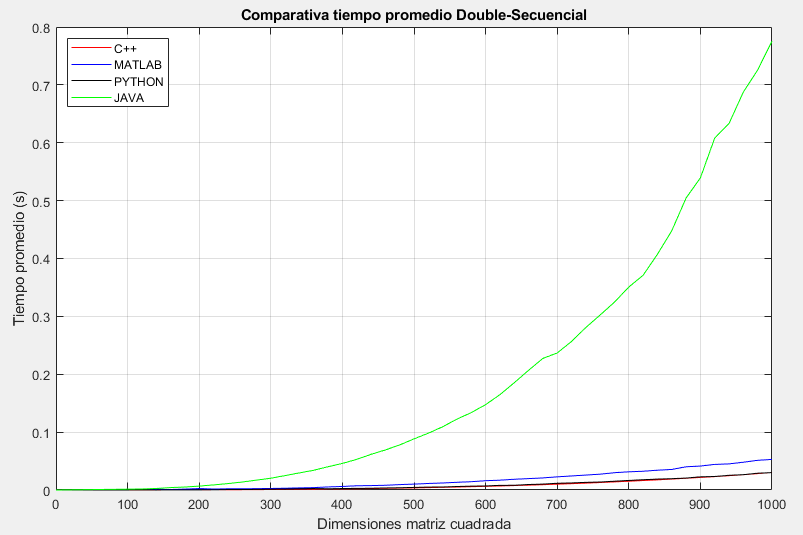 Comparativa tiempo promedio Double-Secuencial
C++
MATLAB
PYTHON
JAVA
Tiempo promedio (s)
0.8
0.7
0.6
0.5
0.4
0.3
0.2
0.1
0
0 100 200 300 400 500 600 700 800 900 1000
Dimensiones matriz cuadrada